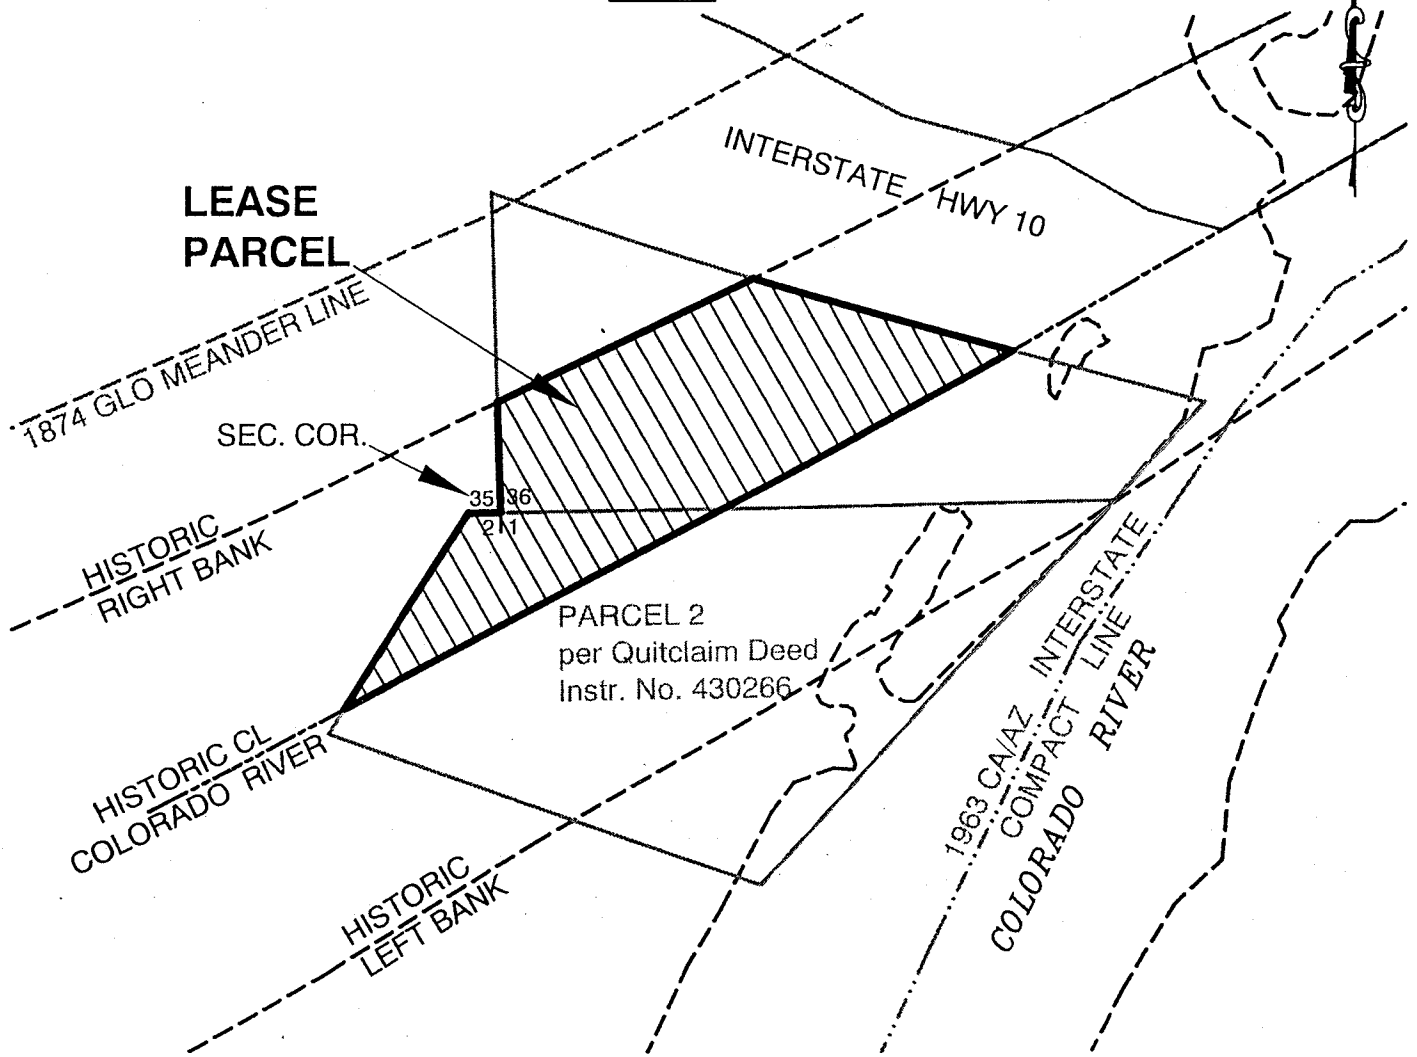 INTERSTATE HWY 10
LEASE
PARCEL
1874 GLO MEANDER LINE
SEC. COR.
35 36
2 1
HISTORIC
RIGHT BANK
PARCEL 2
per Quitclaim Deed
Instr. No. 430266
HISTORIC CL
COLORADO RIVER
HISTORIC
LEFT BANK
1963 CA/AZ INTERSTATE
COMPACT LINE
COLORADO RIVER